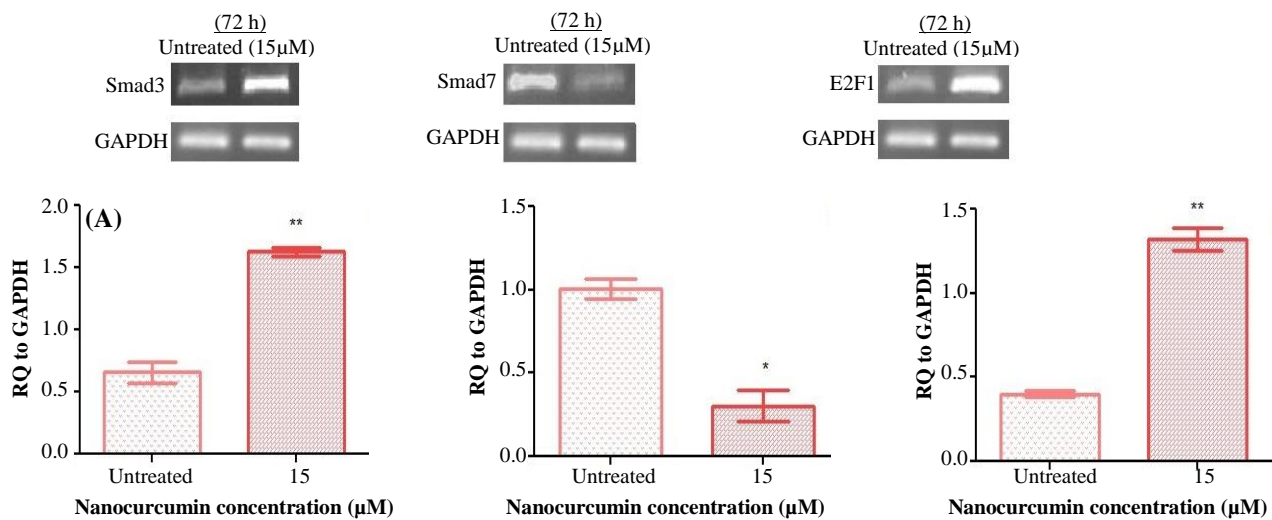 (72 h)
Untreated (15µM)
Smad3
GAPDH
(72 h)
Untreated (15µM)
Smad7
GAPDH
(72 h)
Untreated (15µM)
E2F1
GAPDH
(A)
RQ to GAPDH
2.0
1.5
1.0
0.5
0.0
**
Untreated
15
Nanocurcumin concentration (µM)
RQ to GAPDH
1.5
1.0
0.5
0.0
*
Untreated
15
Nanocurcumin concentration (µM)
RQ to GAPDH
1.5
1.0
0.5
0.0
**
Untreated
15
Nanocurcumin concentration (µM)